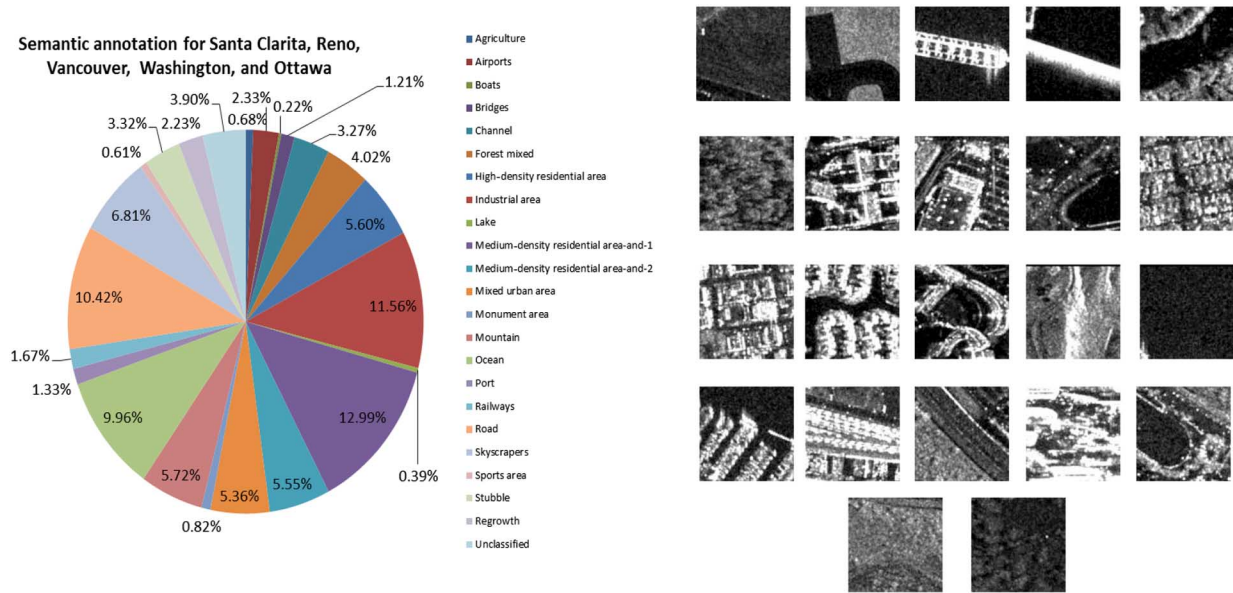 Semantic annotation for Santa Clarita, Reno,
Vancouver, Washington, and Ottawa
0.68%
2.33%
0.22%
1.21%
3.27%
4.02%
5.60%
11.56%
0.39%
12.99%
5.55%
5.36%
0.82%
5.72%
9.96%
1.33%
1.67%
10.42%
6.81%
0.61%
3.32%
2.23%
3.90%
Agriculture
Airports
Boats
Bridges
Channel
Forest mixed
High-density residential area
Industrial area
Lake
Medium-density residential area-and-1
Medium-density residential area-and-2
Mixed urban area
Monument area
Mountain
Ocean
Port
Railways
Road
Skyscrapers
Sports area
Stubble
Regrowth
Unclassified